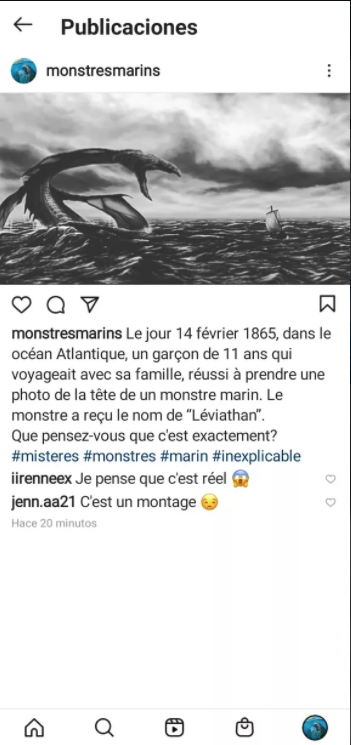 Publicaciones
monstresmarins
monstresmarins Le jour 14 février 1865, dans le
océan Atlantique, un garçon de 11 ans qui
voyageait avec sa famille, réussi à prendre une
photo de la tête de un monstre marin. Le
monstre a reçu le nom de “Léviathan”.
Que pensez-vous que c'est exactament?
#misteres #monstres #marin #inexplicable
iirenneex Je pense que c'est réel 😱
jenn.aa21 C'est un montage 😒
Hace 20 minutos